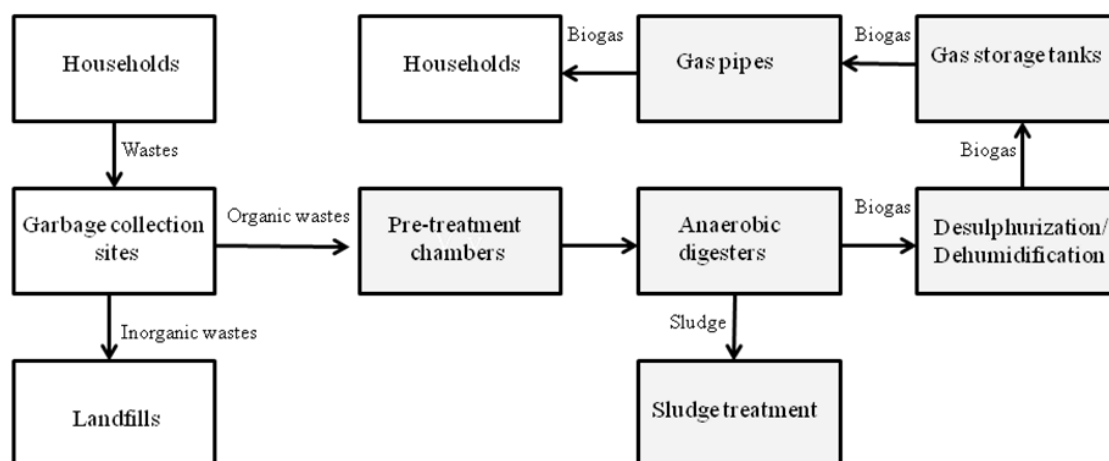 Households
Households
Biogas
Gas pipes
Biogas
Gas storage tanks
Wastes
Biogas
Garbage collection
sites
Organic wastes
Pre-treatment
chambers
Anaerobic
digesters
Biogas
Desulphurization/
Dehumidification
Inorganic wastes
Sludge
Landfills
Sludge treatment